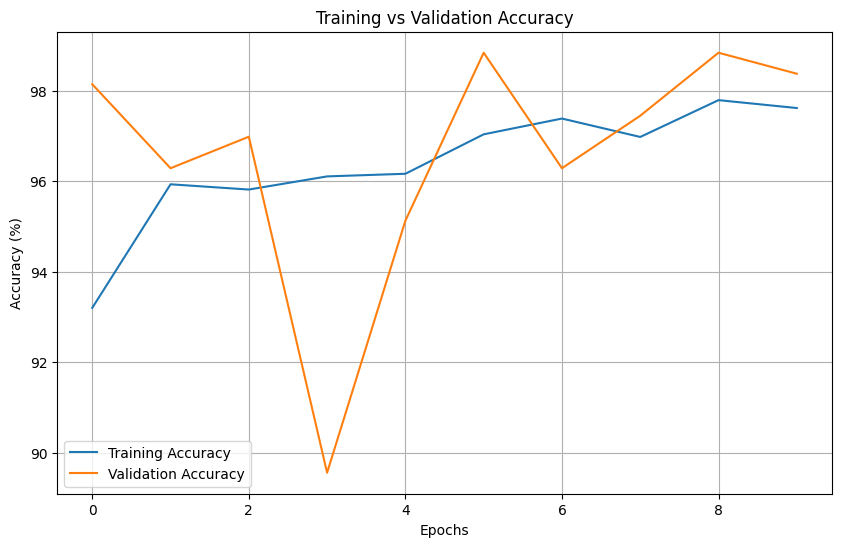 Training vs Validation Accuracy
Accuracy (%)
98
96
94
92
90
Training Accuracy
Validation Accuracy
0 2 4 6 8
Epochs